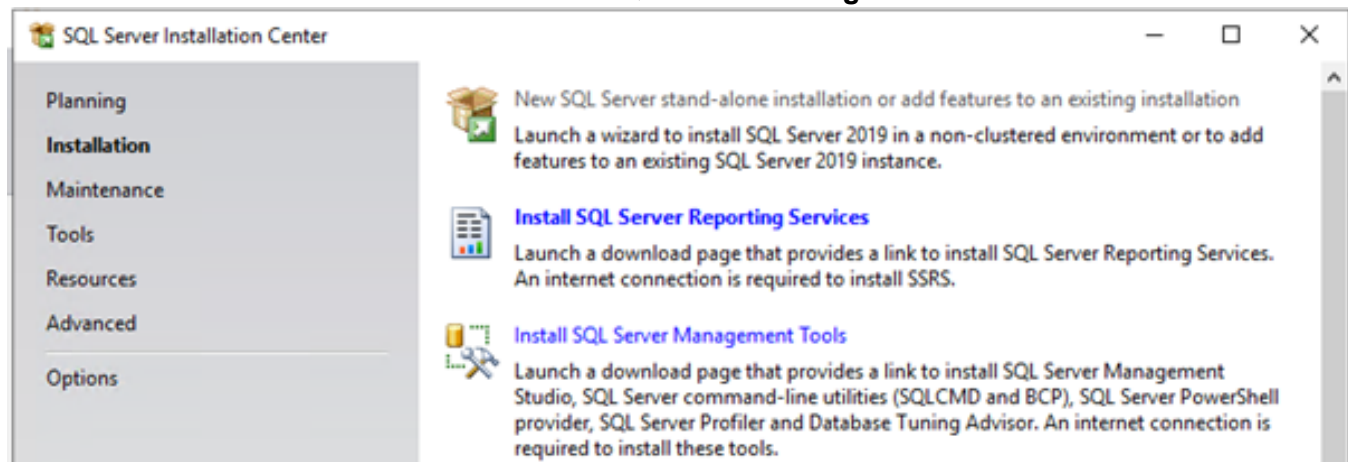 SQL Server Installation Center
Planning
Installation
Maintenance
Tools
Resources
Advanced
Options
New SQL Server stand-alone installation or add features to an existing installation
Launch a wizard to install SQL Server 2019 in a non-clustered environment or to add
features to an existing SQL Server 2019 instance.
Install SQL Server Reporting Services
Launch a download page that provides a link to install SQL Server Reporting Services.
An internet connection is required to install SSRS.
Install SQL Server Management Tools
Launch a download page that provides a link to install SQL Server Management
Studio, SQL Server command-line utilities (SQLCMD and BCP), SQL Server PowerShell
provider, SQL Server Profiler and Database Tuning Advisor. An internet connection is
required to install these tools.